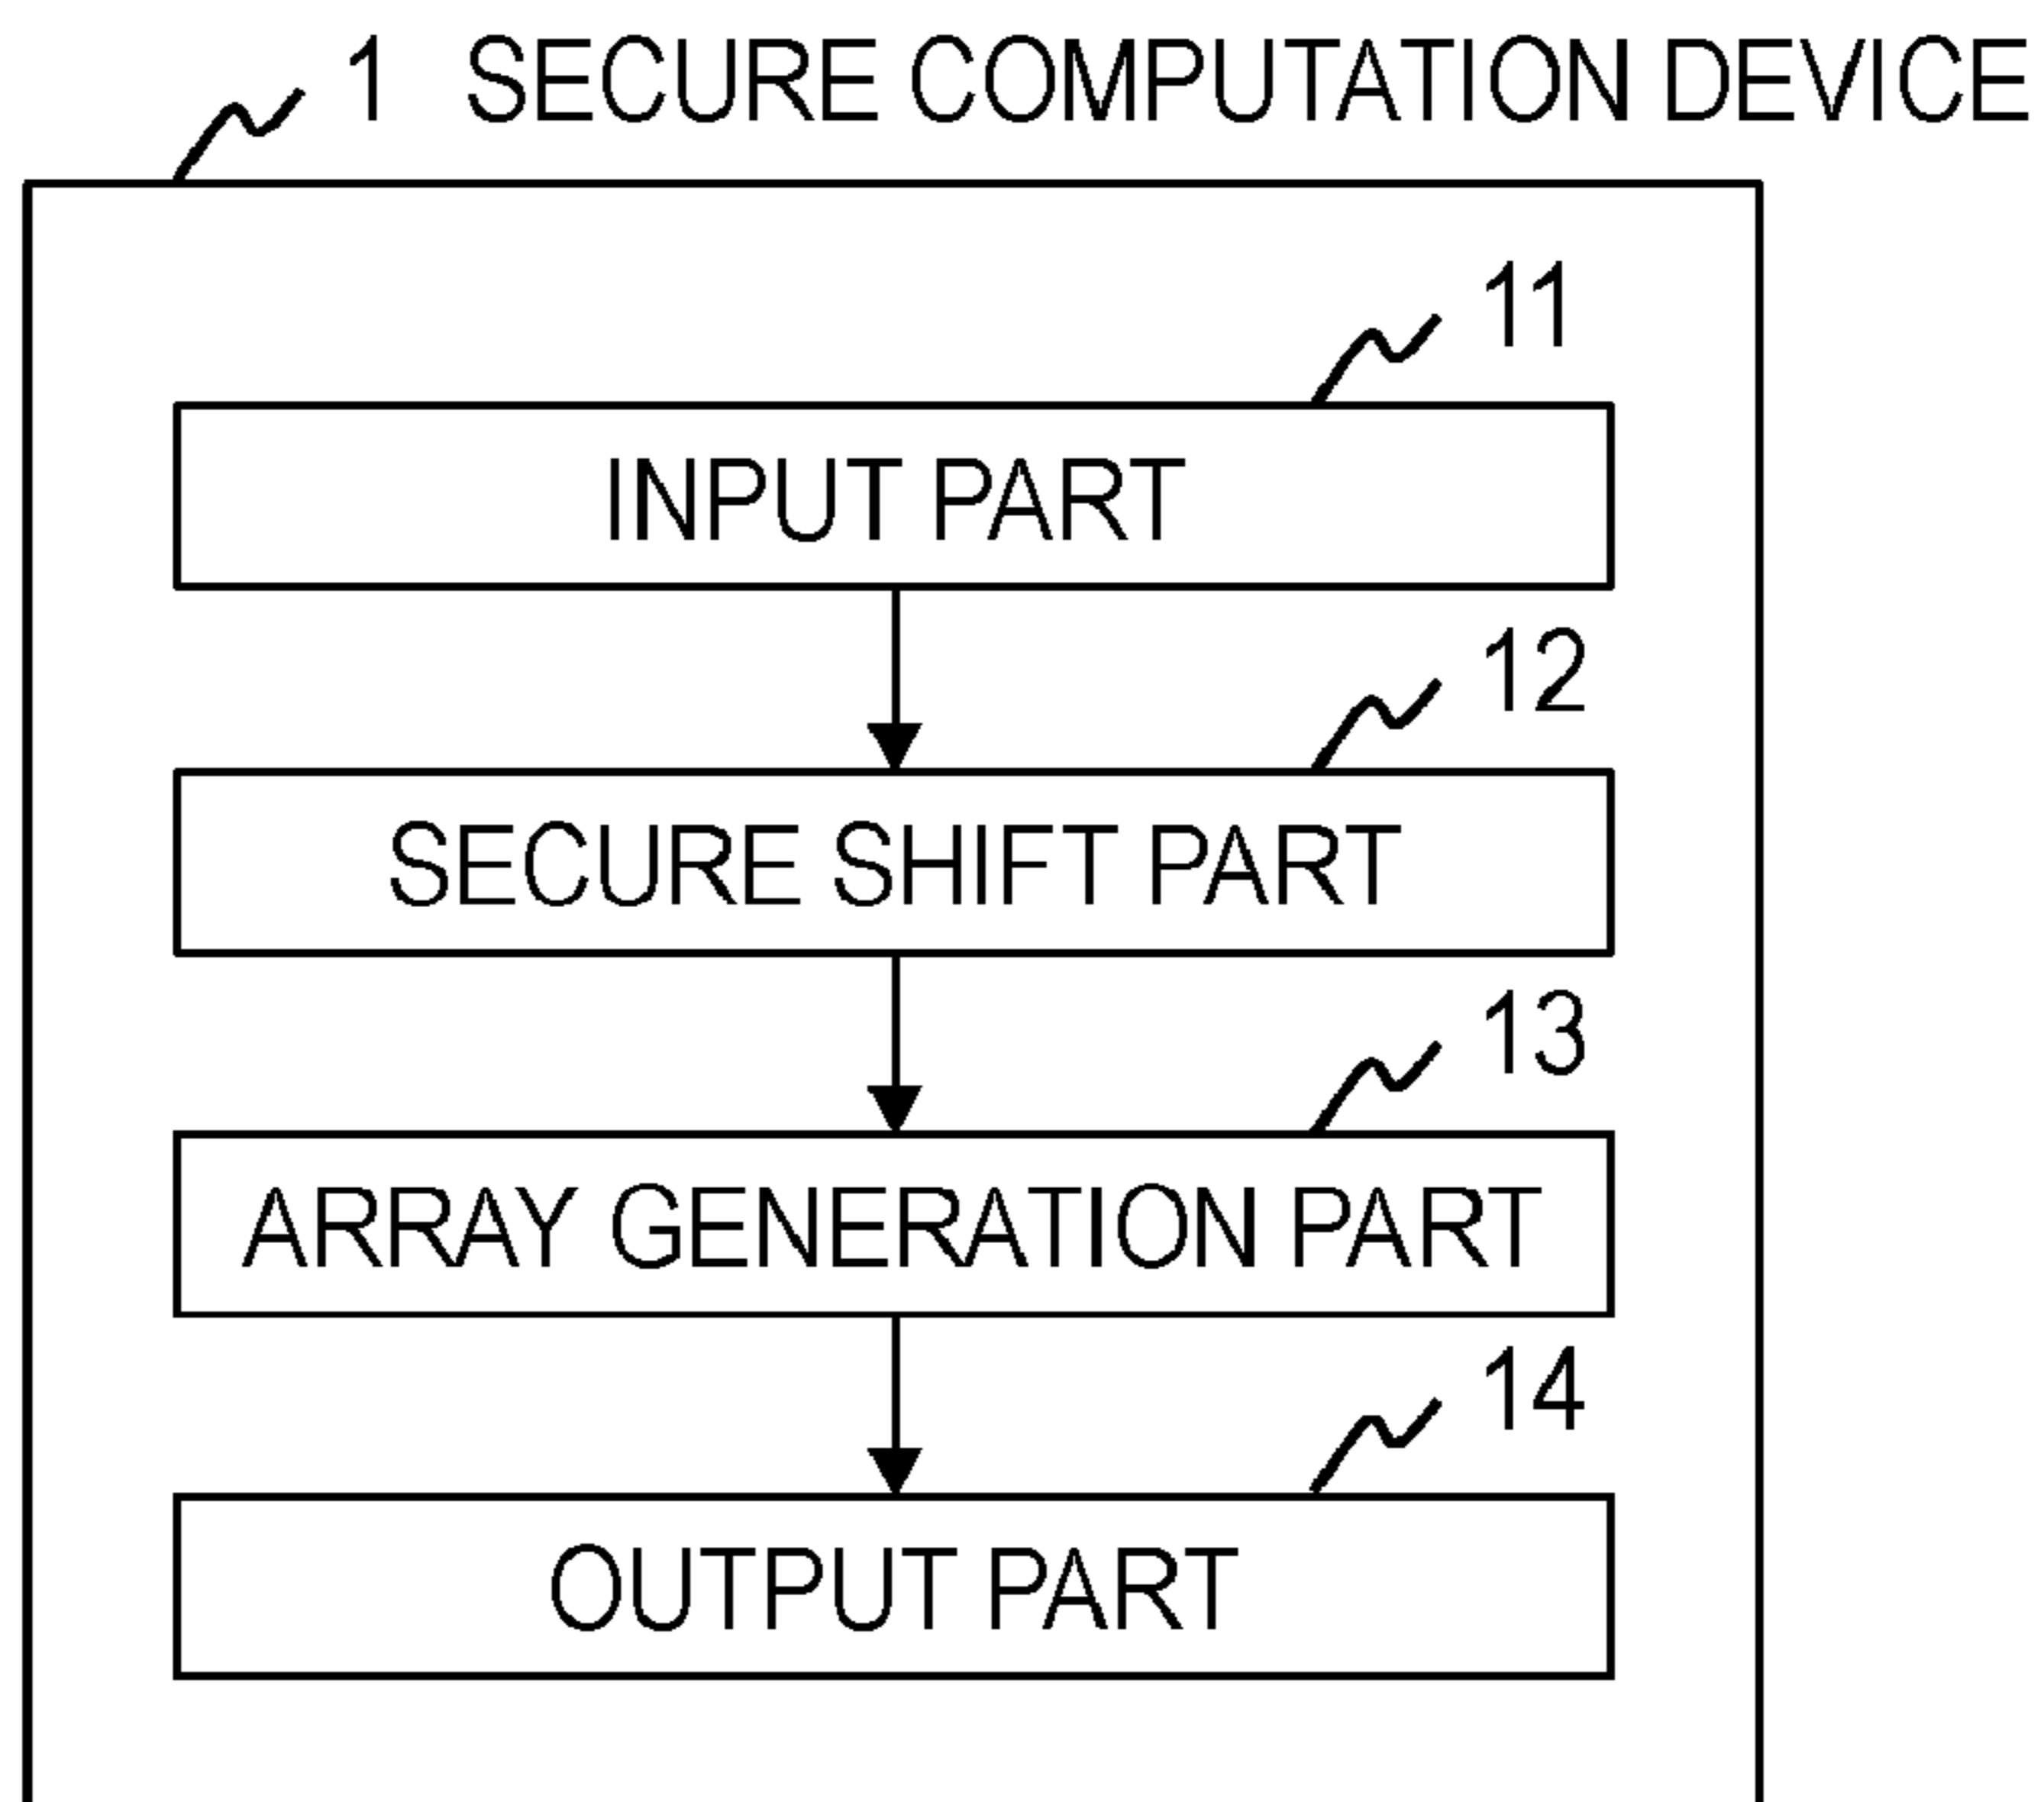 1 SECURE COMPUTATION DEVICE
11
INPUT PART
12
SECURE SHIFT PART
13
ARRAY GENERATION PART
14
OUTPUT PART